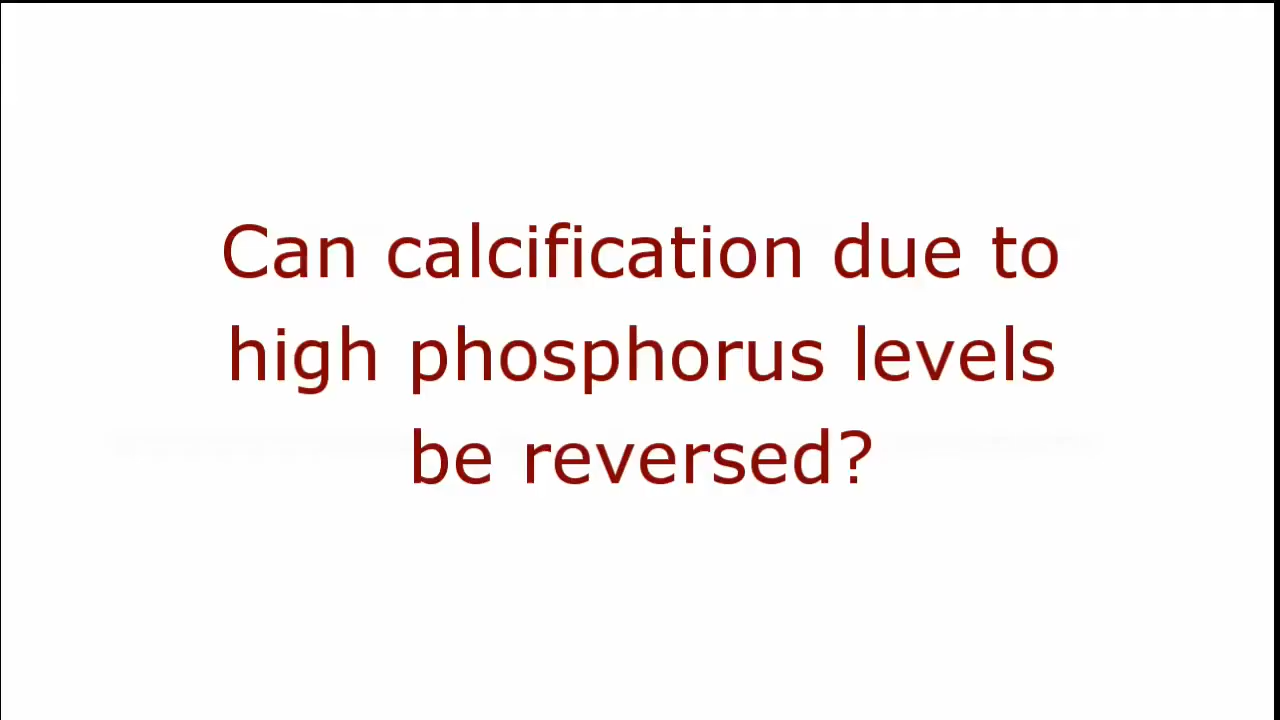 Can calcification due to
high phosphorus levels
be reversed?